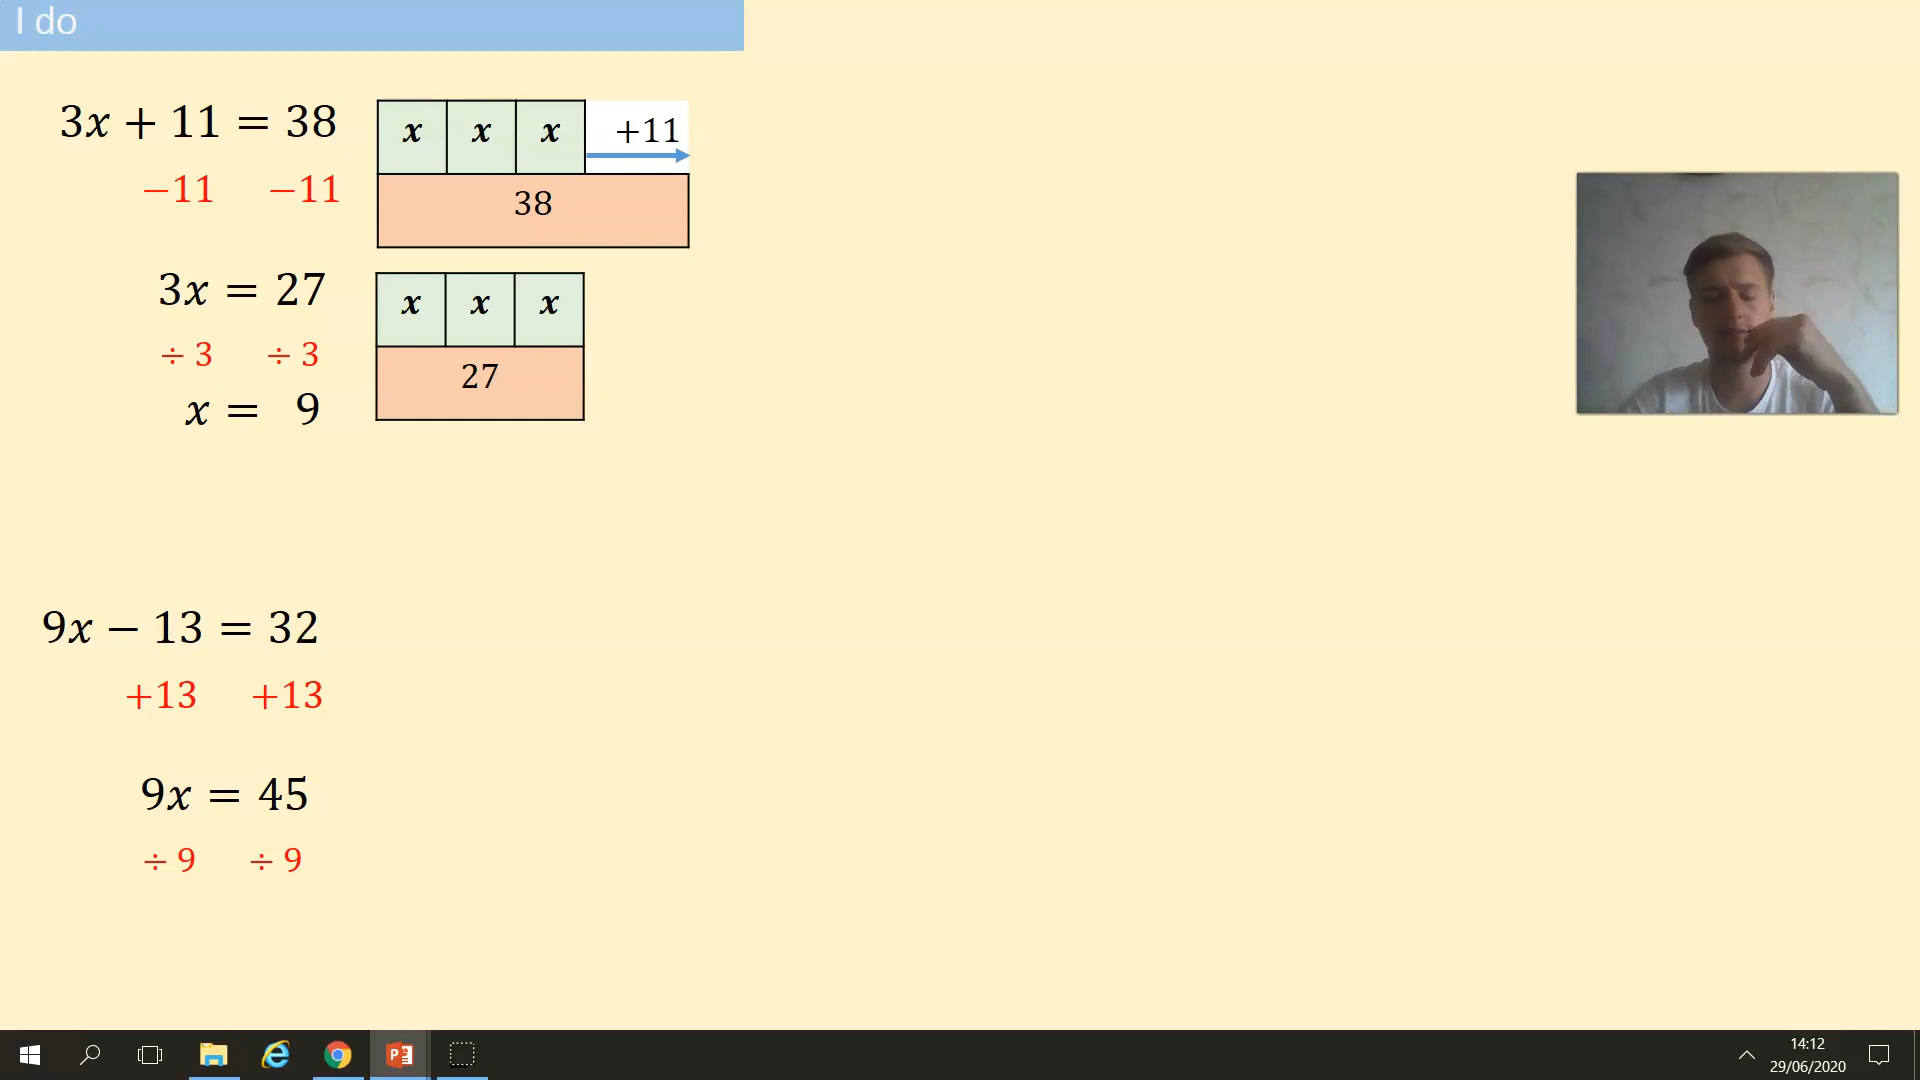 I do
3x + 11 = 38
−11 −11
3x = 27
÷ 3 ÷ 3
x = 9
x x x +11
38
x x x
27
9x − 13 = 32
+13 +13
9x = 45
÷ 9 ÷ 9
14:12
29/06/2020